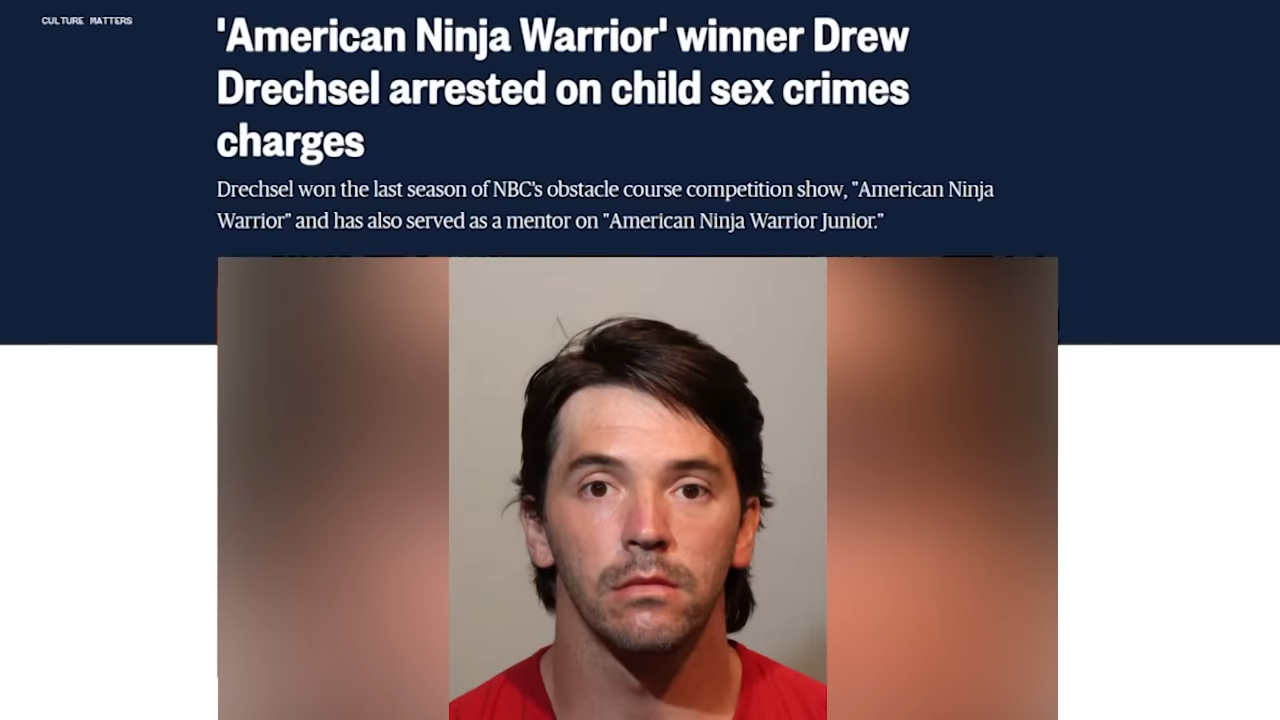 CULTURE MATTERS
'American Ninja Warrior' winner Drew
Drechsel arrested on child sex crimes
charges
Drechsel won the last season of NBC's obstacle course competition show, "American Ninja
Warrior" and has also served as a mentor on "American Ninja Warrior Junior."